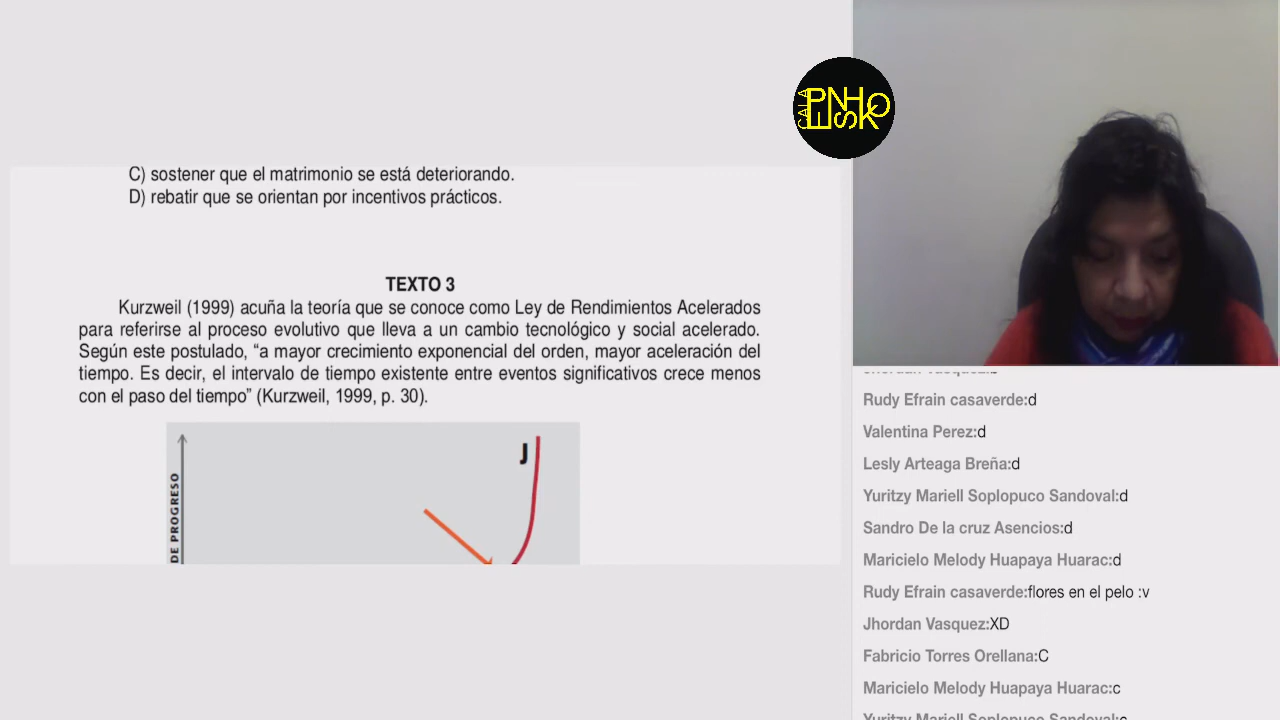 C) sostener que el matrimonio se está deteriorando.
D) rebatir que se orientan por incentivos prácticos.
TEXTO 3
Kurzweil (1999) acuña la teoría que se conoce como Ley de Rendimientos Acelerados
para referirse al proceso evolutivo que lleva a un cambio tecnológico y social acelerado.
Según este postulado, “a mayor crecimiento exponencial del orden, mayor aceleración del
tiempo. Es decir, el intervalo de tiempo existente entre eventos significativos crece menos
con el paso del tiempo” (Kurzweil, 1999, p. 30).
J
DE PROGRESO
CALA
Rudy Efrain casaverde:d
Valentina Perez:d
Lesly Arteaga Breña:d
Yuritzy Mariell Soplopuco Sandoval:d
Sandro De la cruz Asencios:d
Maricielo Melody Huapaya Huarac:d
Rudy Efrain casaverde:flores en el pelo :v
Jhordan Vasquez:XD
Fabricio Torres Orellana:C
Maricielo Melody Huapaya Huarac:c
Yuritzy Mariell Soplopuco Sandoval:c